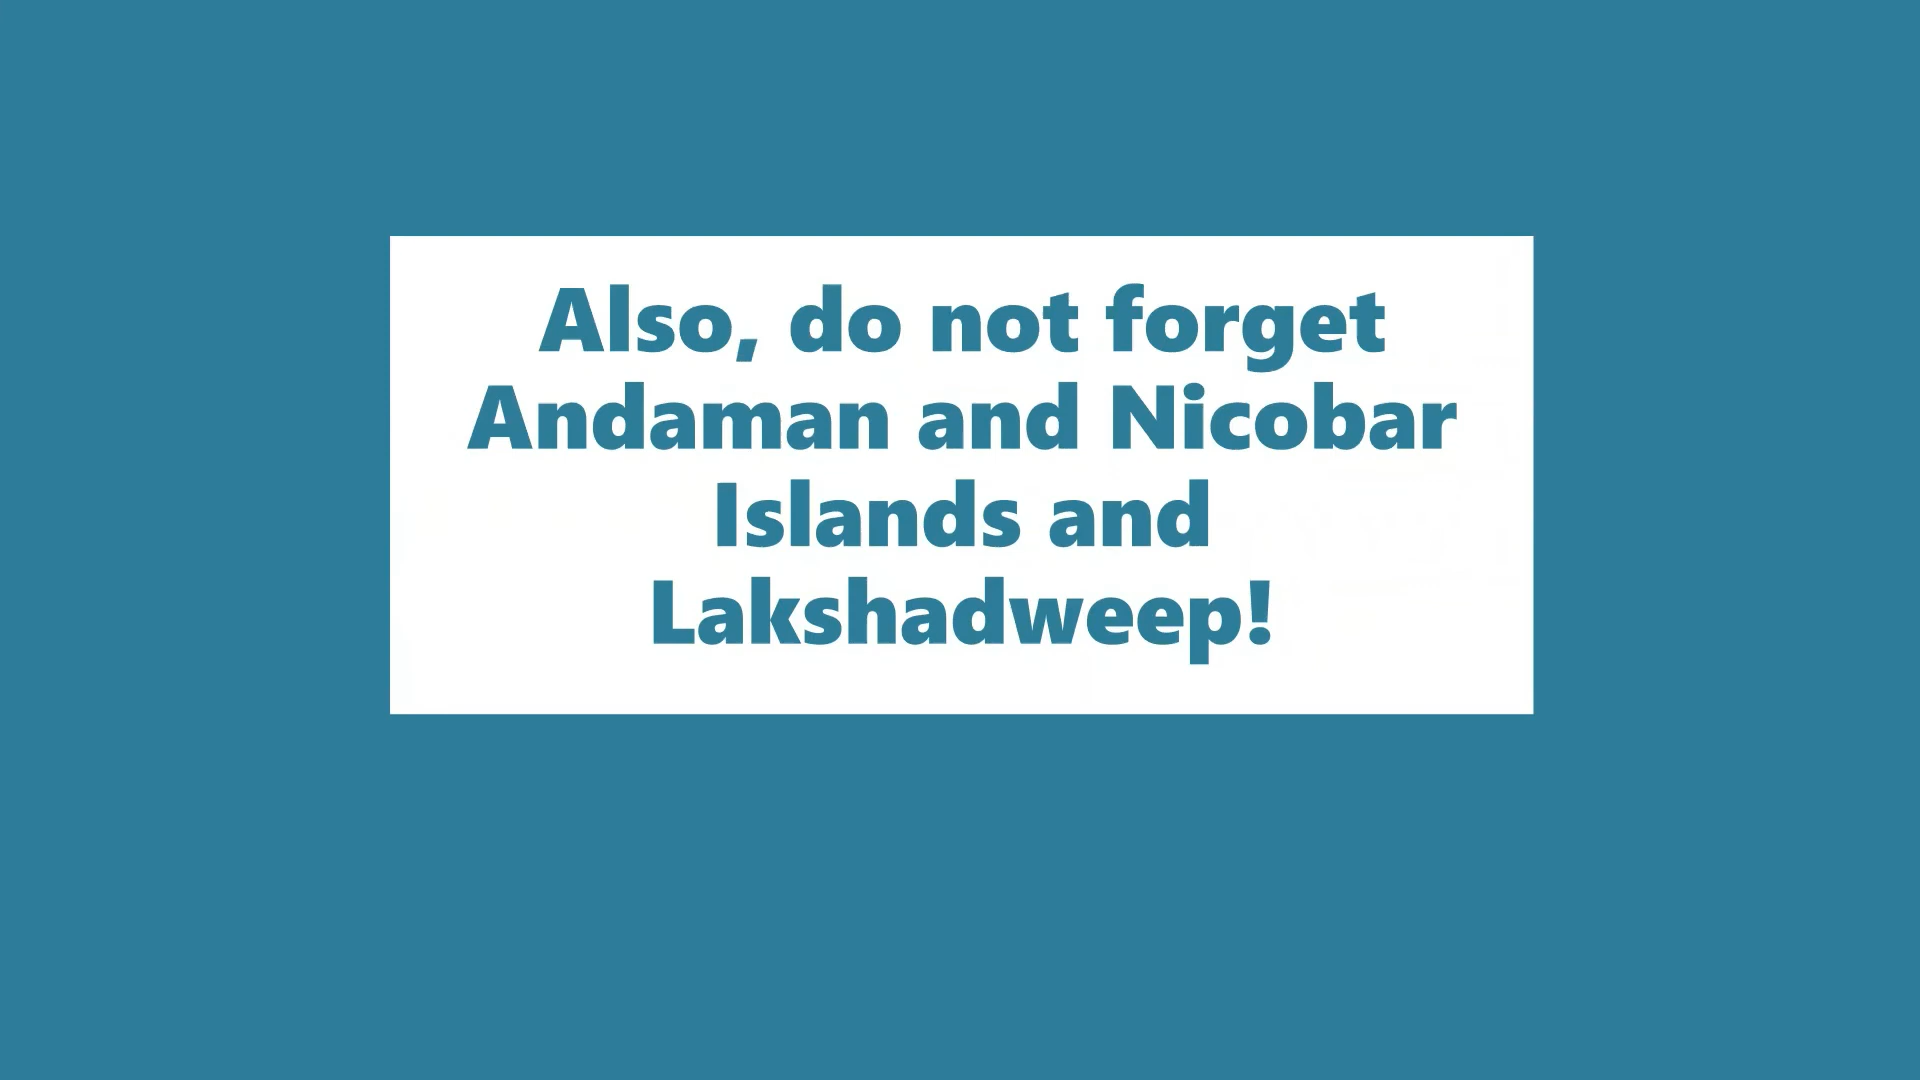 Also, do not forget
Andaman and Nicobar
Islands and
Lakshadweep!